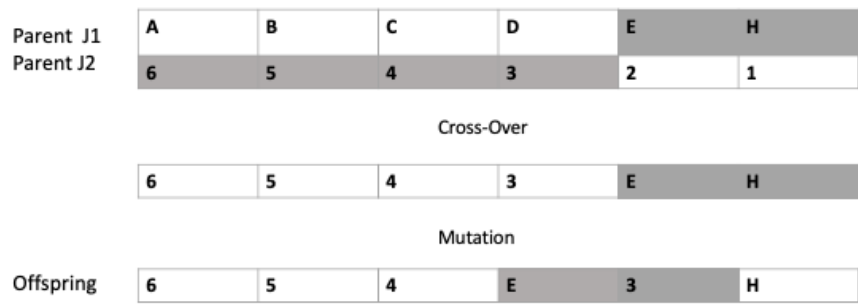 Parent J1 A B C D E H
Parent J2 6 5 4 3 2 1
Cross-Over
6 5 4 3 E H
Mutation
Offspring 6 5 4 E 3 H